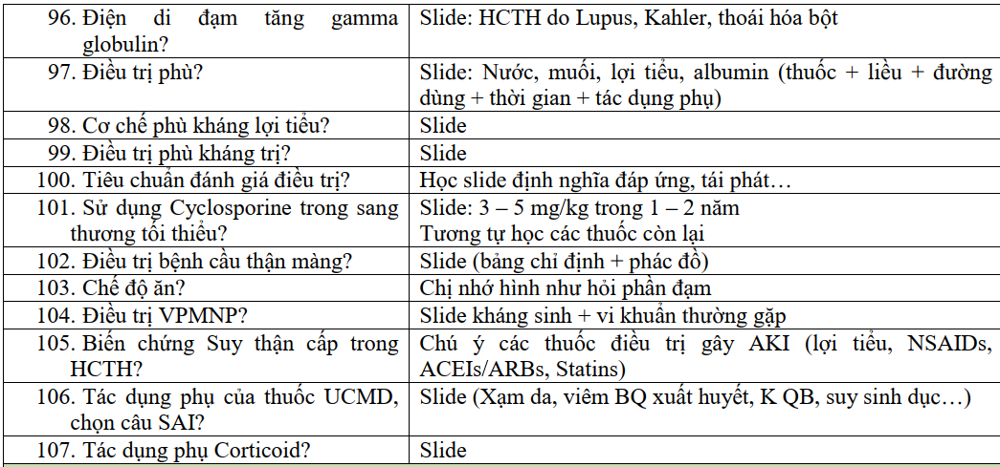 96. Điện di đạm tăng gamma
globulin?
Slide: HCTH do Lupus, Kahler, thoái hóa bột
97. Điều trị phù?
Slide: Nước, muối, lợi tiểu, albumin (thuốc + liều + đường
dùng + thời gian + tác dụng phụ)
98. Cơ chế phù kháng lợi tiểu?
Slide
99. Điều trị phù kháng trị?
Slide
100. Tiêu chuẩn đánh giá điều trị?
Học slide định nghĩa đáp ứng, tái phát…
101. Sử dụng Cyclosporine trong sang
thương tối thiểu?
Slide: 3 – 5 mg/kg trong 1 – 2 năm
Tương tự học các thuốc còn lại
102. Điều trị bệnh cầu thận màng?
Slide (bảng chỉ định + phác đồ)
103. Chế độ ăn?
Chị nhớ hình như hỏi phần đạm
104. Điều trị VPMNP?
Slide kháng sinh + vi khuẩn thường gặp
105. Biến chứng Suy thận cấp trong
HCTH?
Chú ý các thuốc điều trị gây AKI (lợi tiểu, NSAIDs,
ACEIs/ARBs, Statins)
106. Tác dụng phụ của thuốc UCMD,
chọn câu SAI?
Slide (Xạm da, viêm BQ xuất huyết, K QB, suy sinh dục…)
107. Tác dụng phụ Corticoid?
Slide